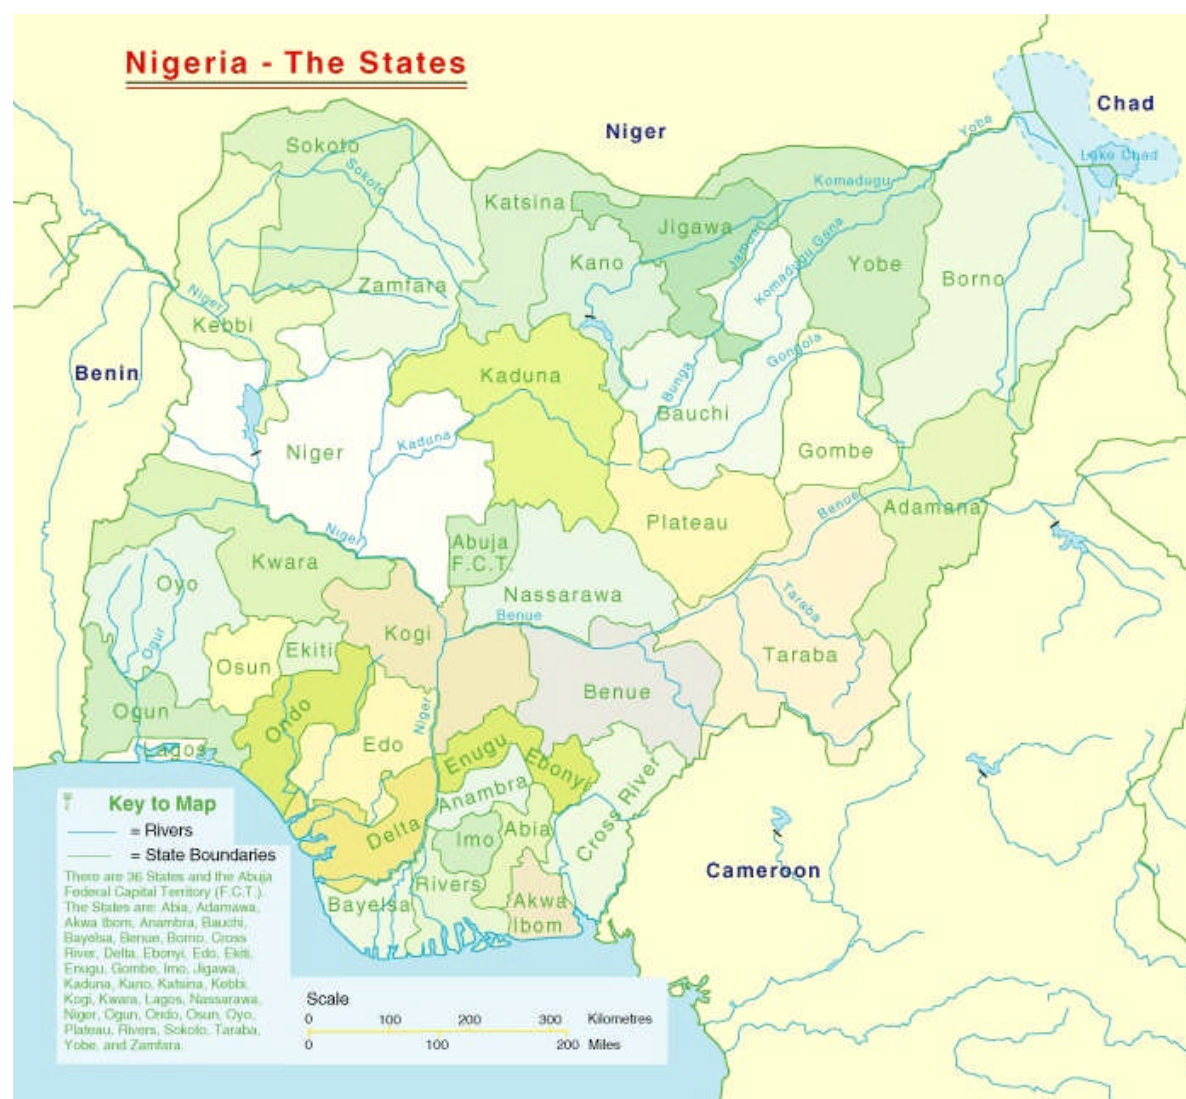 Nigeria - The States
Niger
Chad
Yobe
Lake Chad
Sokoto
Sokoto
Komadugu
Katsina
Jigawa
Jamaari
Komadugu Gana
Kano
Yobe
Borno
Zamfara
Niger
Kebbi
Benin
Gongola
Kaduna
Bunga
Bauchi
Kaduna
Niger
Gombe
Benue
Adamana
Plateau
Niger
Abuja
F.C.T.
Kwara
Oyo
Nassarawa
Taraba
Benue
Kogi
Ogur
Ekiti
Osun
Taraba
Benue
Ogun
Ondo
Niger
Edo
Lagos
Enugu
Ebonyi
Anambra
Cross River
Delta
Imo
Abia
Cameroon
Rivers
Bayelsa
Akwa
Ibom
Key to Map
= Rivers
= State Boundaries
There are 36 States and the Abuja
Federal Capital Territory (F.C.T.).
The States are: Abia, Adamawa,
Akwa Ibom, Anambra, Bauchi,
Bayelsa, Benue, Borno, Cross
River, Delta, Ebonyi, Edo, Ekiti,
Enugu, Gombe, Imo, Jigawa,
Kaduna, Kano, Katsina, Kebbi,
Kogi, Kwara, Lagos, Nassarawa,
Niger, Ogun, Ondo, Osun, Oyo,
Plateau, Rivers, Sokoto, Taraba,
Yobe, and Zamfara.
Scale
0 100 200 300 Kilometres
0 100 200 Miles